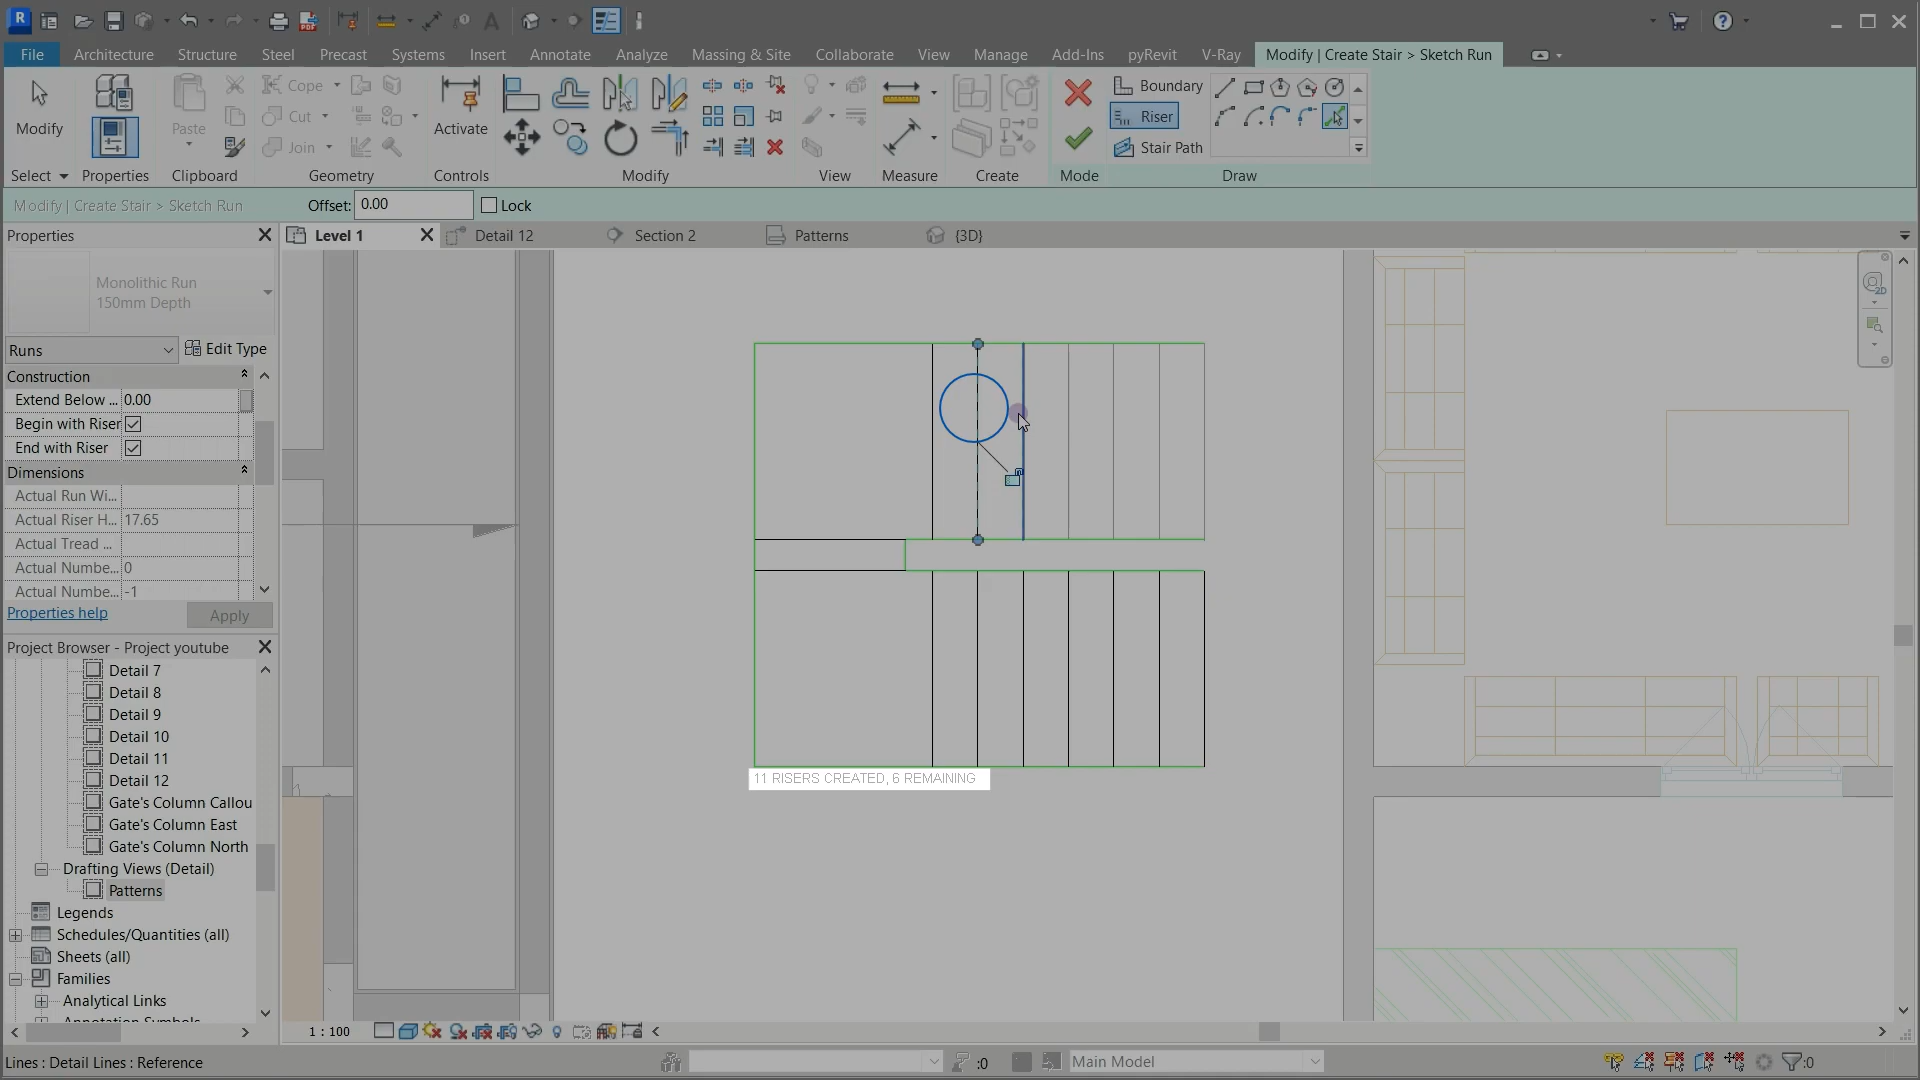 File
Architecture
Structure
Steel
Precast
Systems
Insert
Annotate
Analyze
Massing & Site
Collaborate
View
Manage
Add-Ins
pyRevit
V-Ray
Modify | Create Stair > Sketch Run
Modify
Paste
Cope
Cut
Join
Activate
Boundary
Riser
Stair Path
Select
Properties
Clipboard
Geometry
Controls
Modify
View
Measure
Create
Mode
Draw
Modify | Create Stair > Sketch Run
Offset: 0.00
Lock
Properties
Level 1
Detail 12
Section 2
Patterns
{3D}
Monolithic Run
150mm Depth
Runs
Edit Type
Construction
Extend Below ... 0.00
Begin with Riser
End with Riser
Dimensions
Actual Run Wi...
Actual Riser H... 17.65
Actual Tread ...
Actual Numbe... 0
Actual Numbe... -1
Properties help
Apply
Project Browser - Project youtube
Detail 7
Detail 8
Detail 9
Detail 10
Detail 11
Detail 12
Gate's Column Callou
Gate's Column East
Gate's Column North
Drafting Views (Detail)
Patterns
Legends
Schedules/Quantities (all)
Sheets (all)
Families
Analytical Links
11 RISERS CREATED, 6 REMAINING
2D
1 : 100
Lines : Detail Lines : Reference
:0
Main Model
:0